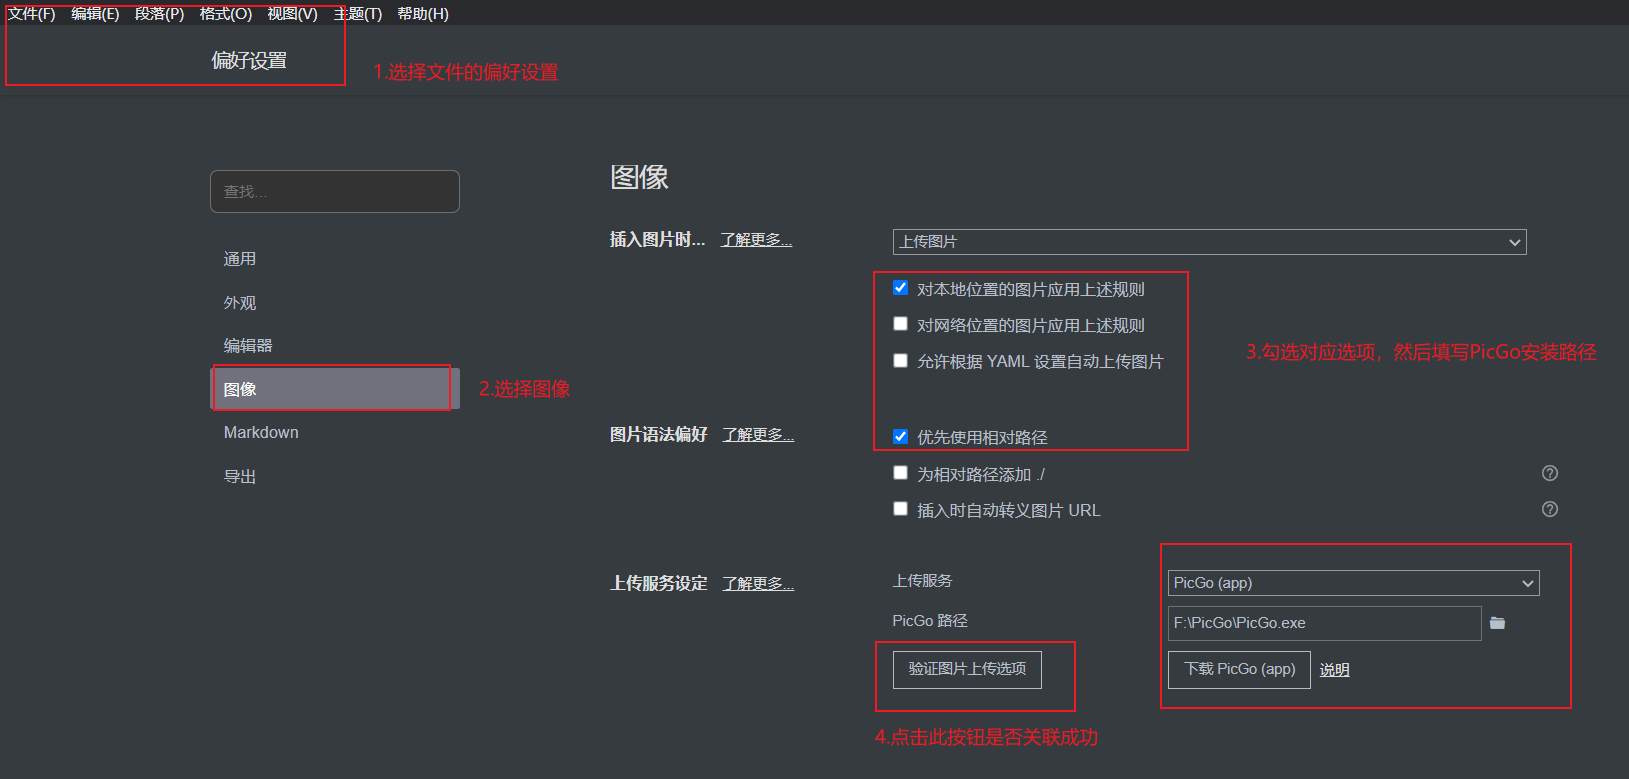 文件(F) 编辑(E) 段落(P) 格式(O) 视图(V) 主题(T) 帮助(H)
偏好设置
1.选择文件的偏好设置
查找...
通用
外观
编辑器
图像
2.选择图像
Markdown
导出
图像
插入图片时... 了解更多...
上传图片
对本地位置的图片应用上述规则
对网络位置的图片应用上述规则
允许根据 YAML 设置自动上传图片
3.勾选对应选项，然后填写PicGo安装路径
图片语法偏好 了解更多...
优先使用相对路径
为相对路径添加 ./
插入时自动转义图片 URL
上传服务设定 了解更多...
上传服务
PicGo (app)
PicGo 路径
F:\PicGo\PicGo.exe
验证图片上传选项
下载 PicGo (app) 说明
4.点击此按钮是否关联成功